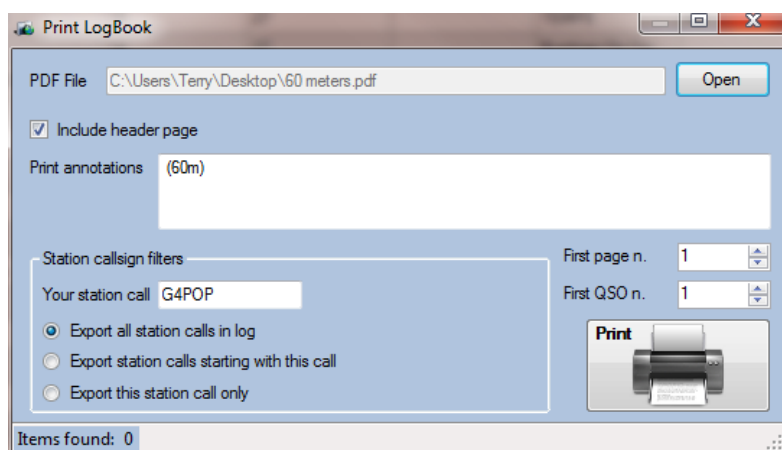 Print LogBook
PDF File C:\Users\Terry\Desktop\60 meters.pdf Open
Include header page
Print annotations (60m)
Station callsign filters
First page n. 1
Your station call G4POP
First QSO n. 1
Export all station calls in log
Print
Export station calls starting with this call
Export this station call only
Items found: 0